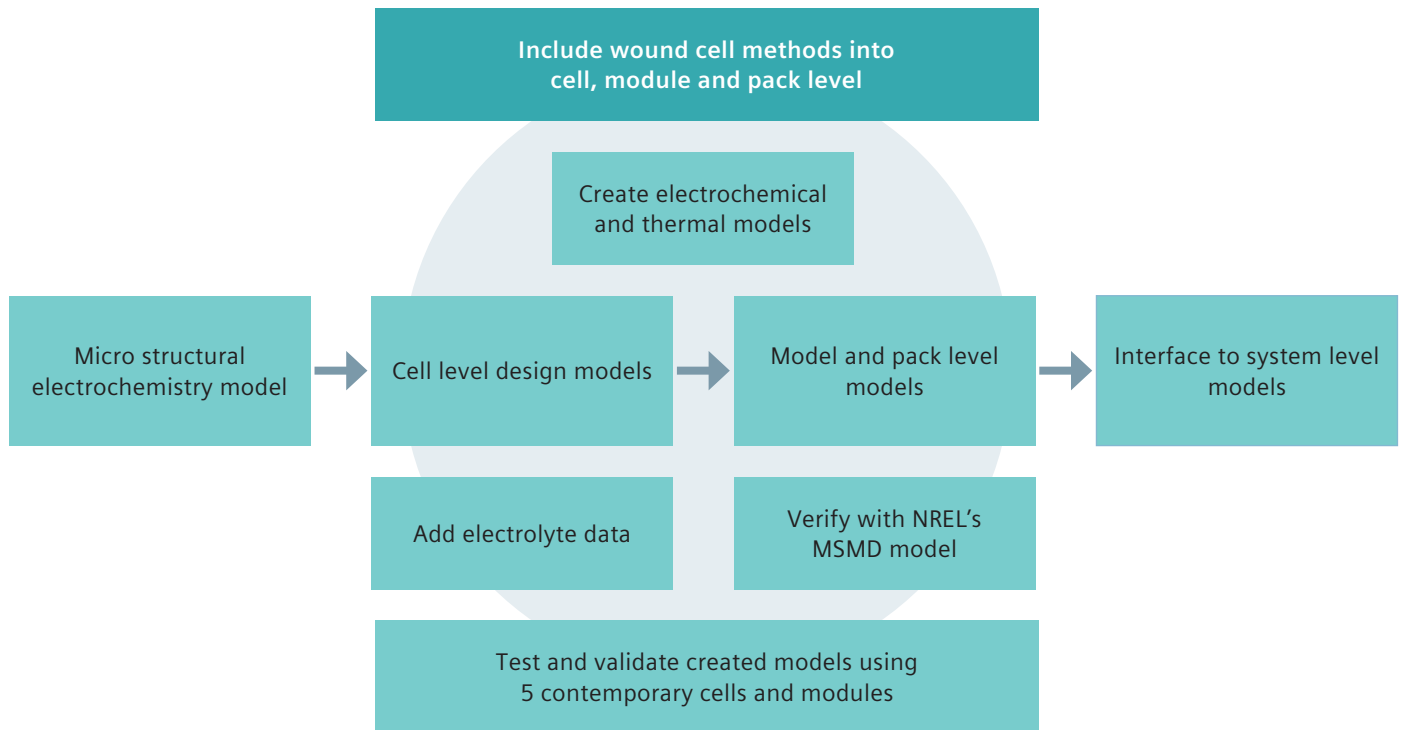 Include wound cell methods into
cell, module and pack level
Create electrochemical
and thermal models
Micro structural
electrochemistry model
Cell level design models
Model and pack level
models
Interface to system level
models
Add electrolyte data
Verify with NREL’s
MSMD model
Test and validate created models using
5 contemporary cells and modules